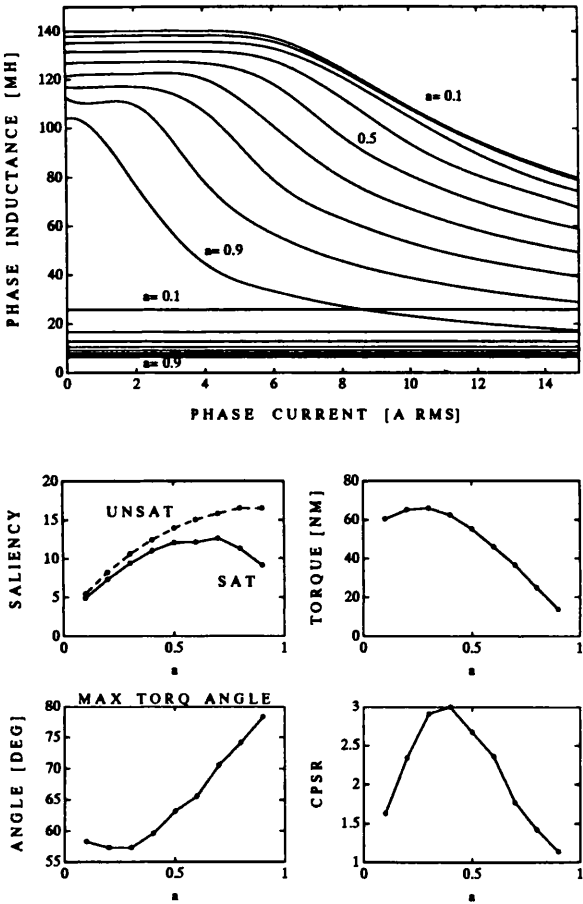 PHASE INDUCTANCE [MH]
140
120
100
80
60
40
20
0
a= 0.1
0.5
a= 0.9
a= 0.1
a= 0.9
0 2 4 6 8 10 12 14
PHASE CURRENT [A RMS]
SALIENCY
20
15
10
5
0
UNSAT
SAT
0 0.5 1
a
TORQUE [NM]
80
60
40
20
0
0 0.5 1
a
MAX TORQ ANGLE
ANGLE [DEG]
80
75
70
65
60
55
0 0.5 1
a
CPSR
3
2.5
2
1.5
1
0 0.5 1
a